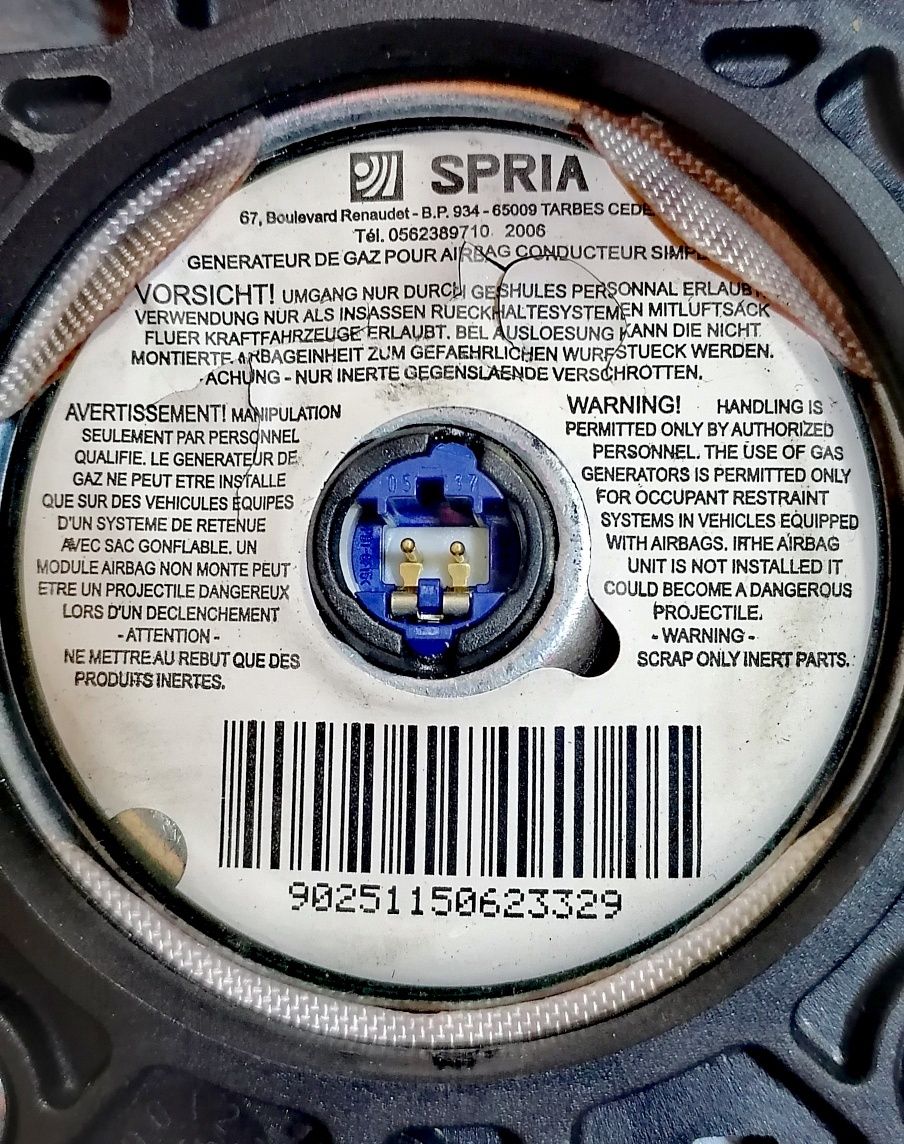 SPRIA
67, Boulevard Renaudet - B.P. 934 - 65009 TARBES CEDE
Tél. 0562389710 2006
GENERATEUR DE GAZ POUR AIRBAG CONDUCTEUR SIMPL
VORSICHT! UMGANG NUR DURCH GESHULES PERSONNAL ERLAUBT.
VERWENDUNG NUR ALS INSASSEN RUECKHALTESYSTEMEN MITLUFTSACK
FLUER KRAFTFAHRZEUGE ERLAUBT. BEL AUSLOESUNG KANN DIE NICHT
MONTIERTE ARBAGEINHEIT ZUM GEFAEHRLICHEN WURFSTUECK WERDEN.
ACHUNG - NUR INERTE GEGENSLAENDE VERSCHROTTEN.
AVERTISSEMENT! MANIPULATION
SEULEMENT PAR PERSONNEL
QUALIFIE. LE GENERATEUR DE
GAZ NE PEUT ETRE INSTALLE
QUE SUR DES VEHICULES EQUIPES
D'UN SYSTEME DE RETENUE
AVEC SAC GONFLABLE. UN
MODULE AIRBAG NON MONTE PEUT
ETRE UN PROJECTILE DANGEREUX
LORS D'UN DECLENCHEMENT
- ATTENTION -
NE METTRE AU REBUT QUE DES
PRODUITS INERTES.
WARNING! HANDLING IS
PERMITTED ONLY BY AUTHORIZED
PERSONNEL. THE USE OF GAS
GENERATORS IS PERMITTED ONLY
FOR OCCUPANT RESTRAINT
SYSTEMS IN VEHICLES EQUIPPED
WITH AIRBAGS. IFTHE AIRBAG
UNIT IS NOT INSTALLED IT
COULD BECOME A DANGEROUS
PROJECTILE.
- WARNING -
SCRAP ONLY INERT PARTS.
05 37
90251150623329